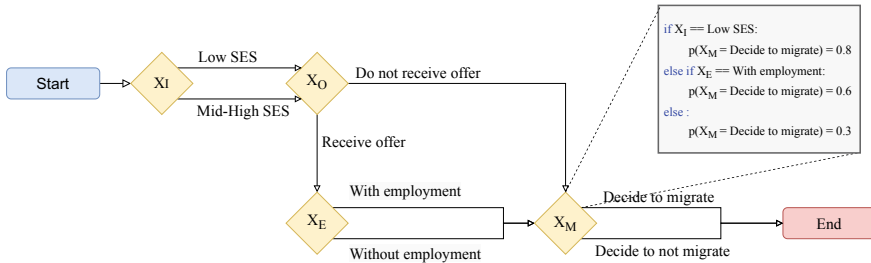 Start
X_I
Low SES
Mid-High SES
X_O
Do not receive offer
Receive offer
X_E
With employment
Without employment
X_M
Decide to migrate
Decide to not migrate
End
if X_I == Low SES:
p(X_M = Decide to migrate) = 0.8
else if X_E == With employment:
p(X_M = Decide to migrate) = 0.6
else :
p(X_M = Decide to migrate) = 0.3